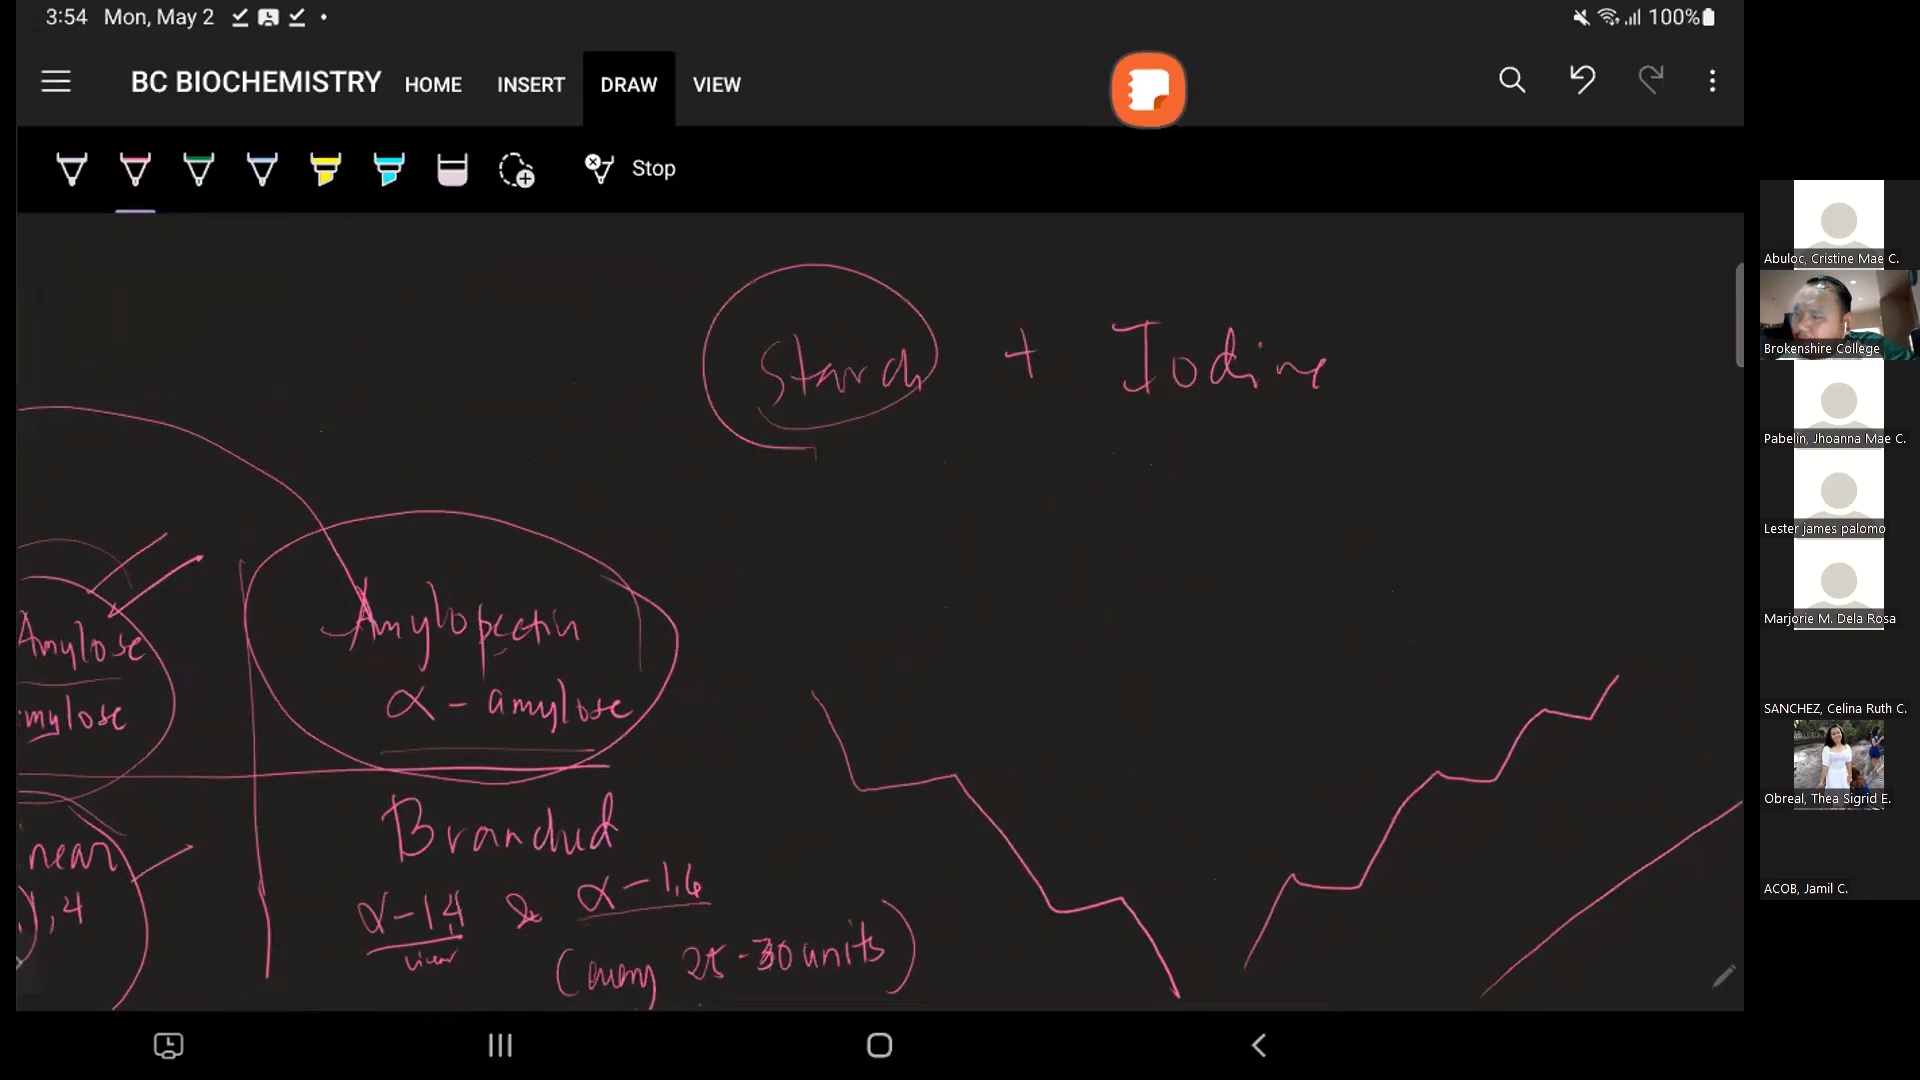 3:54 Mon, May 2 100%
BC BIOCHEMISTRY HOME INSERT DRAW VIEW
Stop
Starch + Iodine
Amylose
mylose
Amylopectin
α - amylose
near
), 4
Branched
α-1,4 & α-1,6
linear
(every 25-30 units)
Abuloc, Cristine Mae C.
Brokenshire College
Pabelin, Jhoanna Mae C.
Lester james palomo
Marjorie M. Dela Rosa
SANCHEZ, Celina Ruth C.
Obreal, Thea Sigrid E.
ACOB, Jamil C.